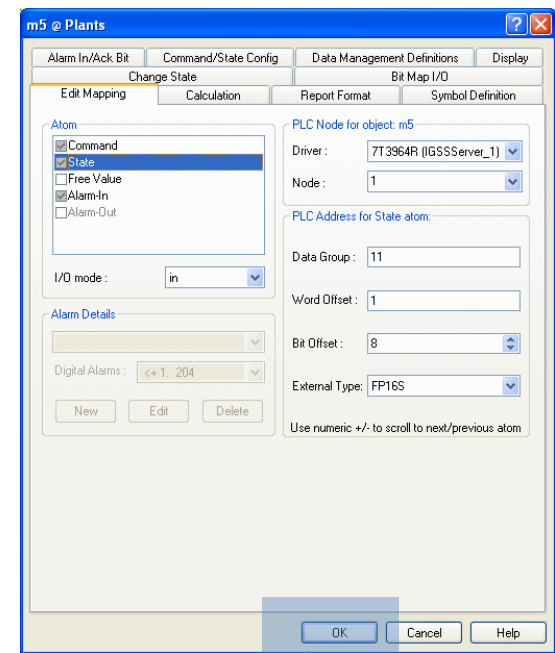 m5 @ Plants
Alarm In/Ack Bit Command/State Config Data Management Definitions Display
Change State Bit Map I/O
Edit Mapping Calculation Report Format Symbol Definition
Atom
Command
State
Free Value
Alarm-In
Alarm-Out
I/O mode : in
Alarm Details
Digital Alarms : <+ 1, 204
New Edit Delete
PLC Node for object: m5
Driver : 7T3964R (IGSSServer_1)
Node : 1
PLC Address for State atom:
Data Group : 11
Word Offset : 1
Bit Offset : 8
External Type: FP16S
Use numeric +/- to scroll to next/previous atom
OK Cancel Help